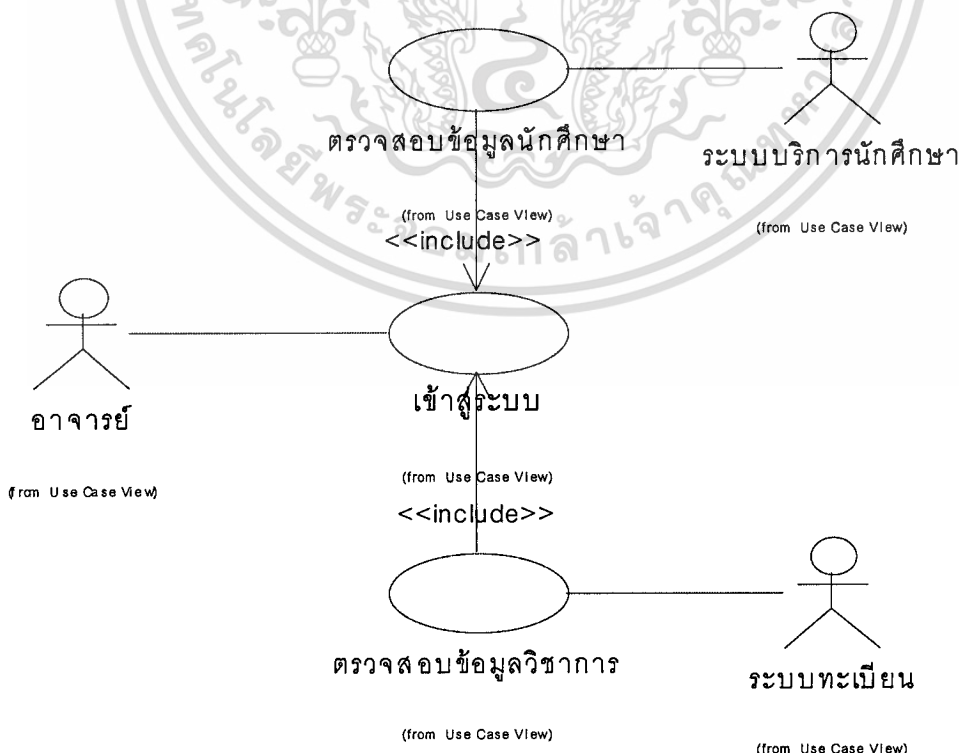 ตรวจสอบข้อมูลนักศึกษา
ระบบบริการนักศึกษา
(from Use Case View)
(from Use Case View)
<<include>>
เข้าสู่ระบบ
อาจารย์
(from Use Case View)
(from Use Case View)
<<include>>
ตรวจสอบข้อมูลวิชาการ
ระบบทะเบียน
(from Use Case View)
(from Use Case View)